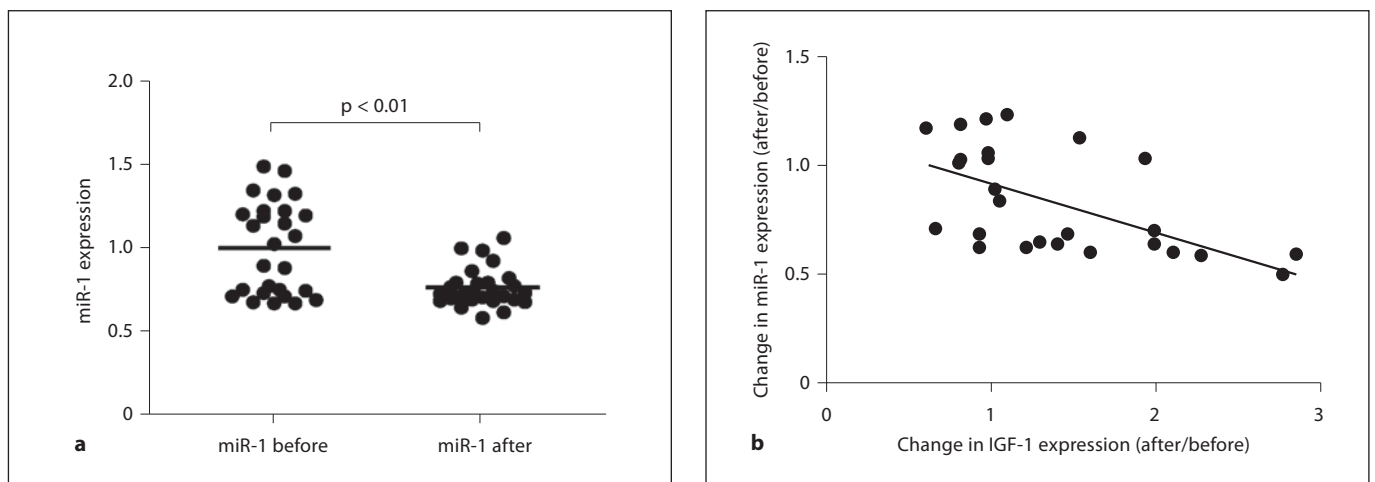 2.0
p < 0.01
1.5
1.0
0.5
0
miR-1 expression
miR-1 before
miR-1 after
a
1.5
1.0
0.5
0
Change in miR-1 expression (after/before)
0 1 2 3
Change in IGF-1 expression (after/before)
b